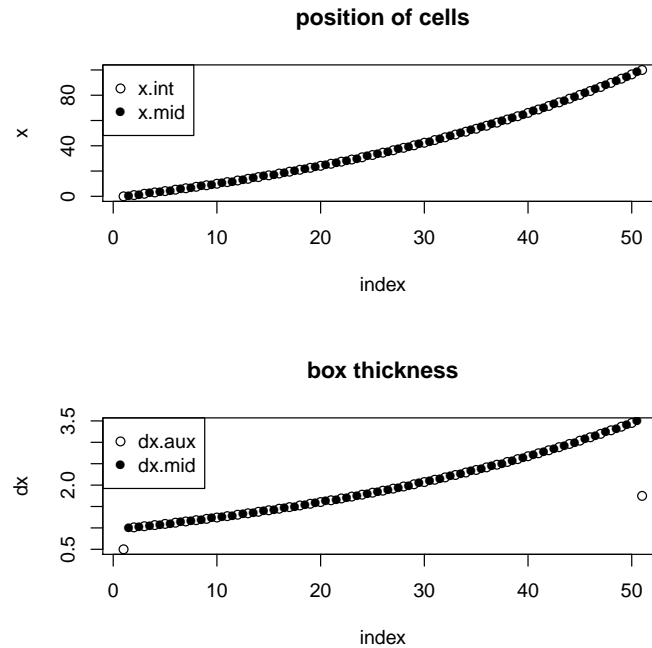 position of cells
x
0 40 80
x.int
x.mid
0 10 20 30 40 50
index
box thickness
dx
0.5 2.0 3.5
dx.aux
dx.mid
0 10 20 30 40 50
index